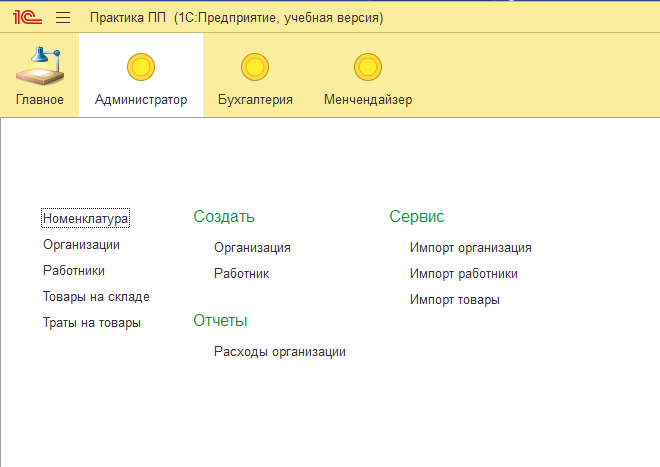 1С Практика ПП (1С:Предприятие, учебная версия)
Главное Администратор Бухгалтерия Менчендайзер
Номенклатура
Организации
Работники
Товары на складе
Траты на товары
Создать
Организация
Работник
Отчеты
Расходы организации
Сервис
Импорт организация
Импорт работники
Импорт товары